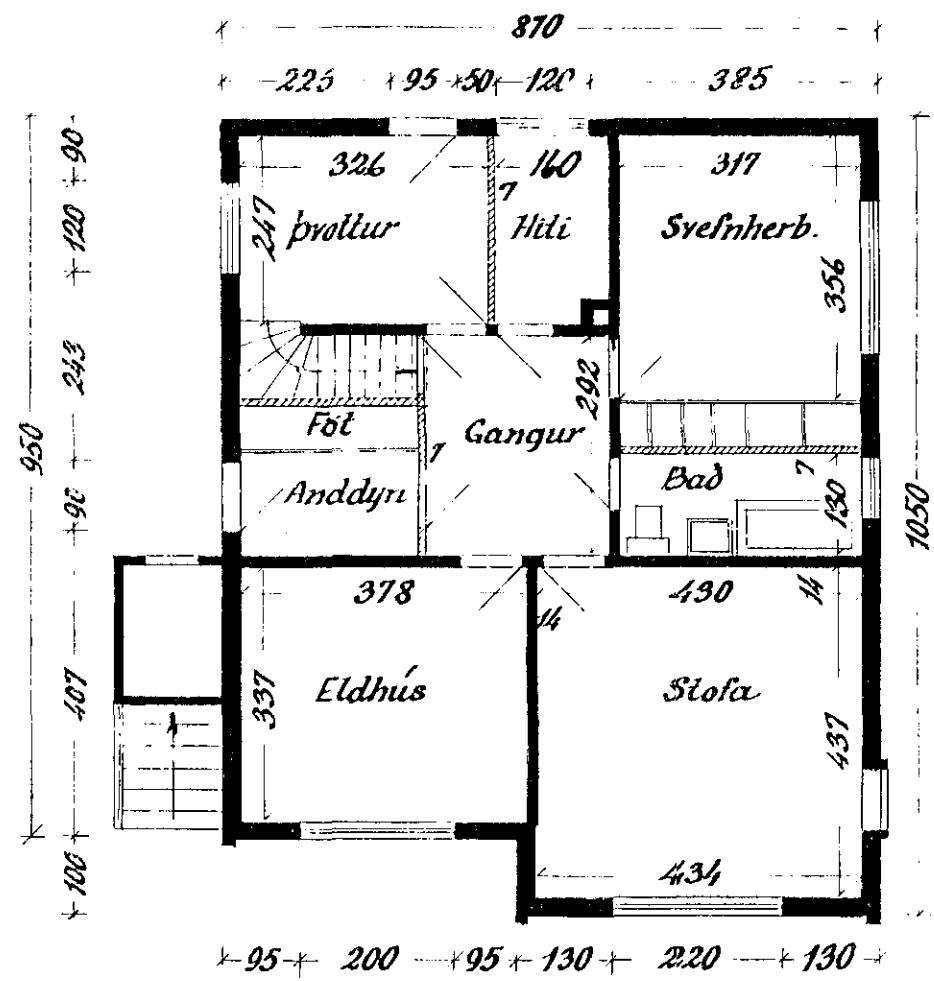 870
225 95 50 120 385
90
120
243
90
407
100
950
1050
326 160 317
247
7
þvottur Hiti Svefnherb.
356
292
Föt Gangur
7
Bað
7
130
Anddyri
378 430 14
14
337
Eldhús Stofa
437
434
95 200 95 130 220 130